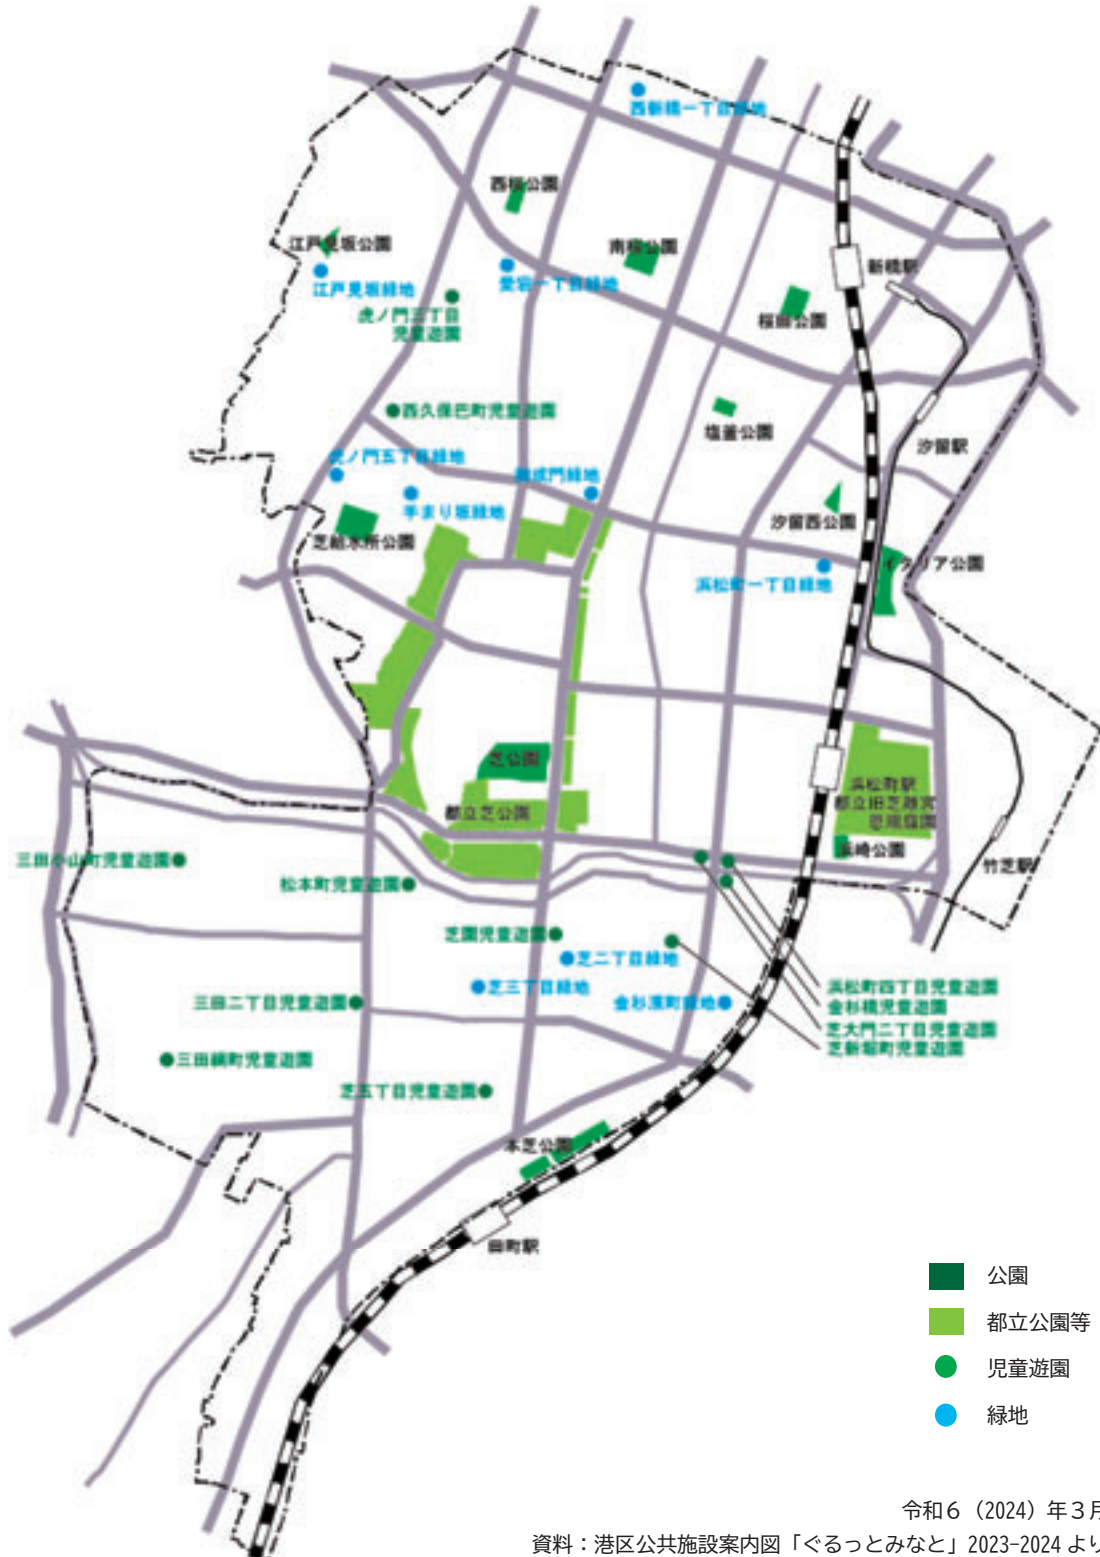 西新橋一丁目緑地
西桜公園
江戸見坂公園
南桜公園
新橋駅
江戸見坂緑地
愛宕一丁目緑地
虎ノ門三丁目
児童遊園
桜田公園
西久保巴町児童遊園
塩釜公園
汐留駅
虎ノ門五丁目緑地
御成門緑地
手まり坂緑地
汐留西公園
芝給水所公園
イタリア公園
浜松町一丁目緑地
芝公園
浜松町駅
都立旧芝離宮
恩賜庭園
都立芝公園
浜崎公園
三田小山町児童遊園
竹芝駅
松本町児童遊園
芝園児童遊園
芝二丁目緑地
芝三丁目緑地
浜松町四丁目児童遊園
三田二丁目児童遊園
金杉濱町緑地
金杉橋児童遊園
芝大門二丁目児童遊園
芝新堀町児童遊園
三田綱町児童遊園
芝五丁目児童遊園
本芝公園
田町駅
公園
都立公園等
児童遊園
緑地
令和6（2024）年3月
資料：港区公共施設案内図「ぐるっとみなと」2023-2024 より